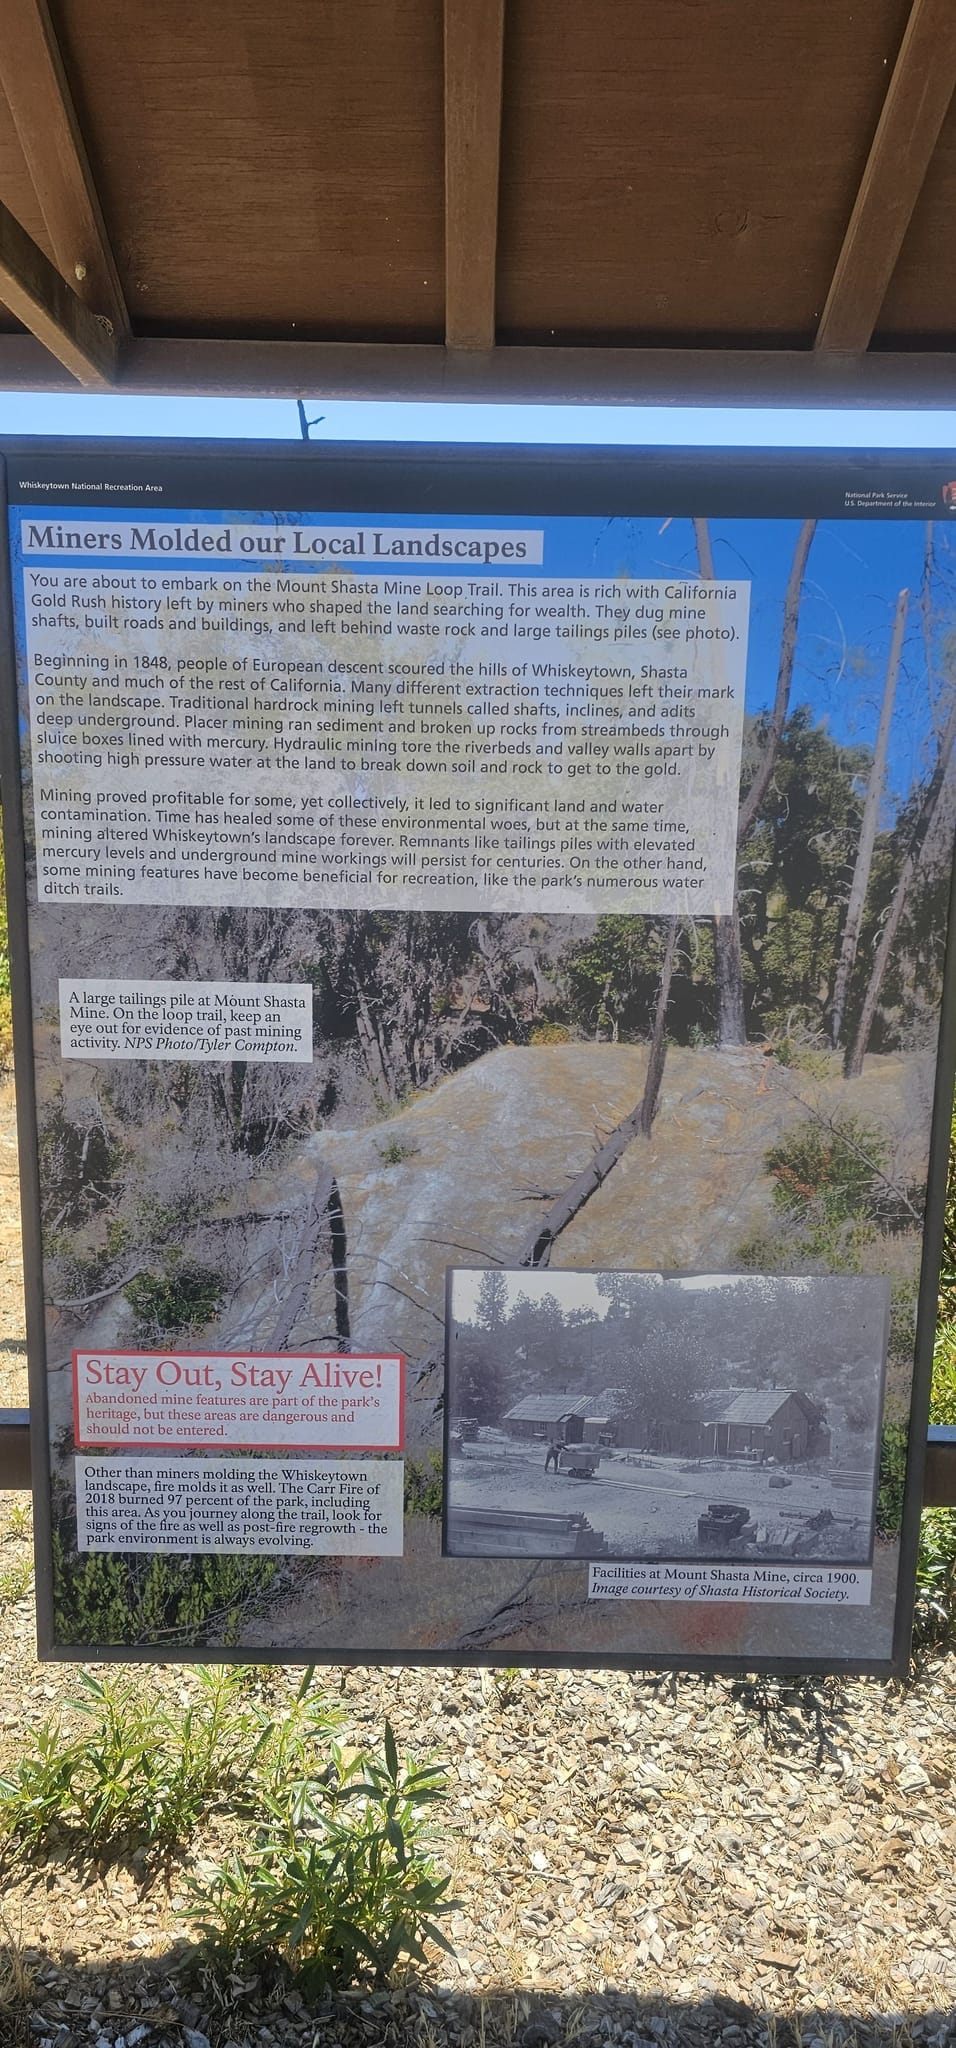 Whiskeytown National Recreation Area
National Park Service
U.S. Department of the Interior
Miners Molded our Local Landscapes
You are about to embark on the Mount Shasta Mine Loop Trail. This area is rich with California
Gold Rush history left by miners who shaped the land searching for wealth. They dug mine
shafts, built roads and buildings, and left behind waste rock and large tailings piles (see photo).
Beginning in 1848, people of European descent scoured the hills of Whiskeytown, Shasta
County and much of the rest of California. Many different extraction techniques left their mark
on the landscape. Traditional hardrock mining left tunnels called shafts, inclines, and adits
deep underground. Placer mining ran sediment and broken up rocks from streambeds through
sluice boxes lined with mercury. Hydraulic mining tore the riverbeds and valley walls apart by
shooting high pressure water at the land to break down soil and rock to get to the gold.
Mining proved profitable for some, yet collectively, it led to significant land and water
contamination. Time has healed some of these environmental woes, but at the same time,
mining altered Whiskeytown's landscape forever. Remnants like tailings piles with elevated
mercury levels and underground mine workings will persist for centuries. On the other hand,
some mining features have become beneficial for recreation, like the park's numerous water
ditch trails.
A large tailings pile at Mount Shasta
Mine. On the loop trail, keep an
eye out for evidence of past mining
activity. NPS Photo/Tyler Compton.
Stay Out, Stay Alive!
Abandoned mine features are part of the park's
heritage, but these areas are dangerous and
should not be entered.
Other than miners molding the Whiskeytown
landscape, fire molds it as well. The Carr Fire of
2018 burned 97 percent of the park, including
this area. As you journey along the trail, look for
signs of the fire as well as post-fire regrowth - the
park environment is always evolving.
Facilities at Mount Shasta Mine, circa 1900.
Image courtesy of Shasta Historical Society.